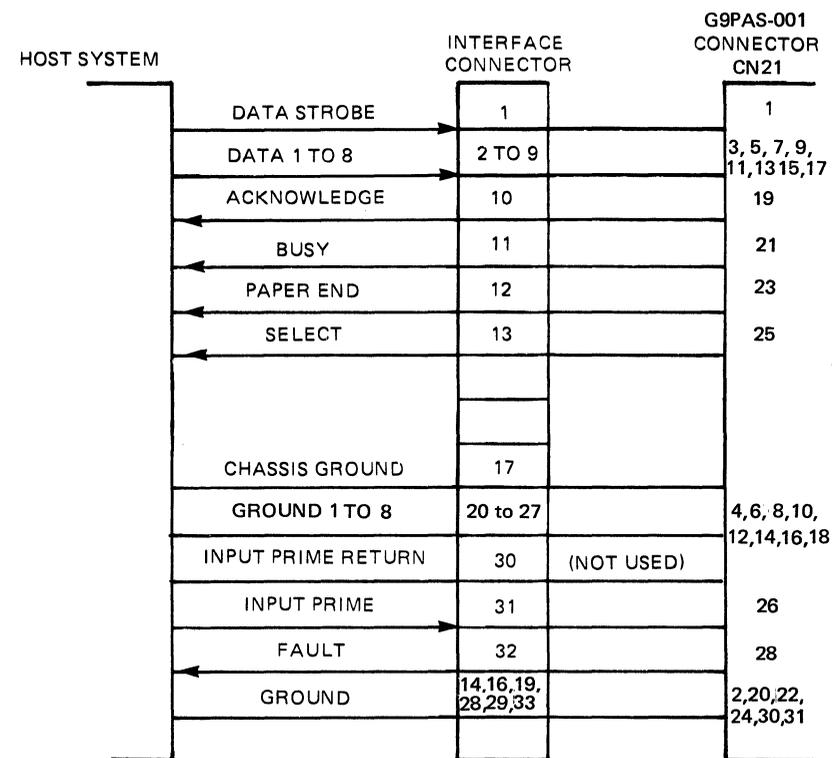 G9PAS-001
HOST SYSTEM INTERFACE CONNECTOR
CONNECTOR CN21
DATA STROBE 1 1
DATA 1 TO 8 2 TO 9 3, 5, 7, 9,
11,13 15,17
ACKNOWLEDGE 10 19
BUSY 11 21
PAPER END 12 23
SELECT 13 25
CHASSIS GROUND 17
GROUND 1 TO 8 20 to 27 4,6, 8,10,
12,14,16,18
INPUT PRIME RETURN 30 (NOT USED)
INPUT PRIME 31 26
FAULT 32 28
GROUND 14,16,19, 2,20,22,
28,29,33 24,30,31